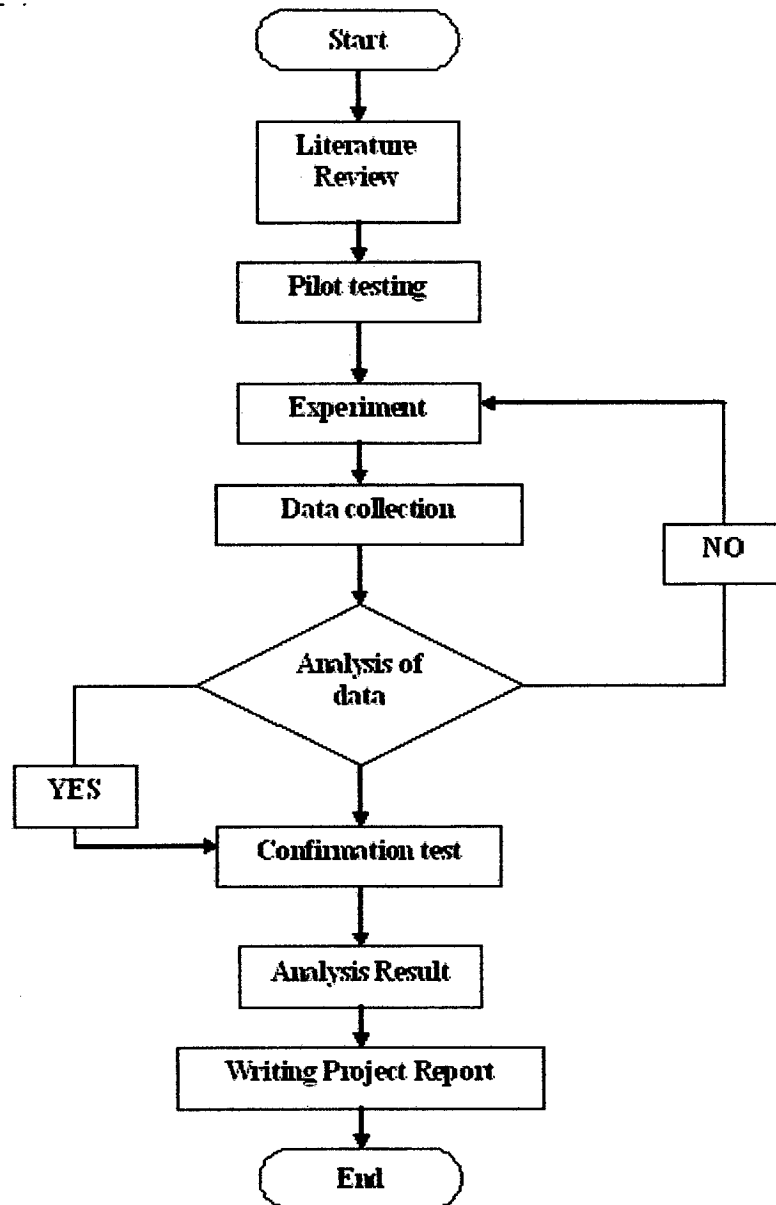 Start
Literature
Review
Pilot testing
Experiment
Data collection
NO
Analysis of
data
YES
Confirmation test
Analysis Result
Writing Project Report
End